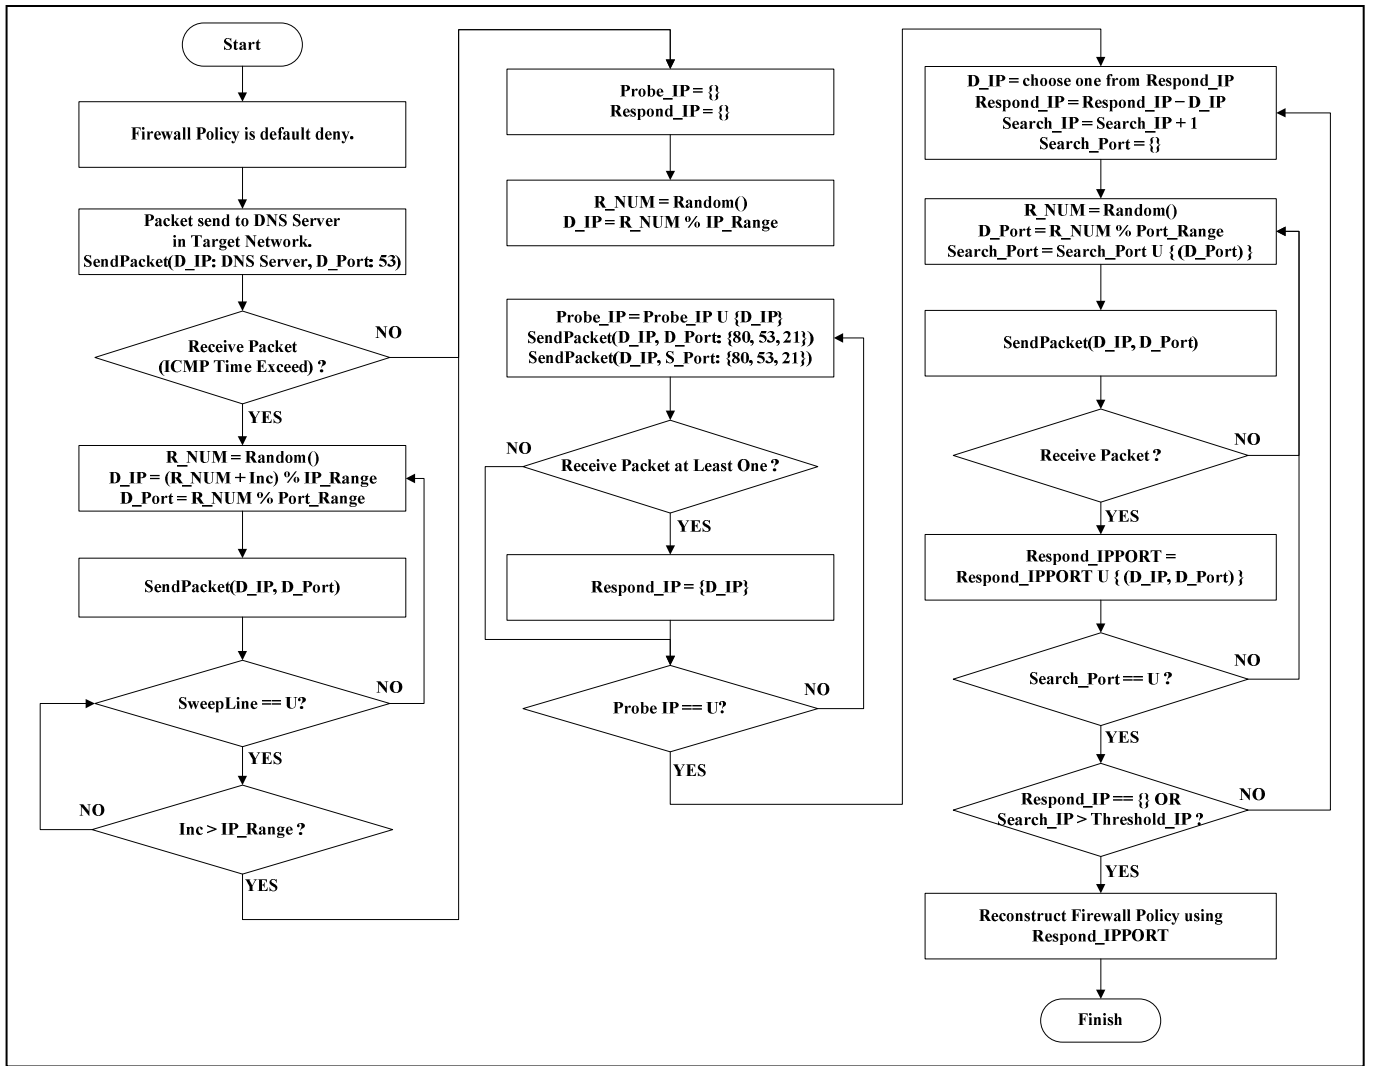 Start
Firewall Policy is default deny.
Packet send to DNS Server
in Target Network.
SendPacket(D_IP: DNS Server, D_Port: 53)
Receive Packet
(ICMP Time Exceed) ?
NO
YES
R_NUM = Random()
D_IP = (R_NUM + Inc) % IP_Range
D_Port = R_NUM % Port_Range
SendPacket(D_IP, D_Port)
SweepLine == U?
NO
YES
Inc > IP_Range ?
NO
YES
Probe_IP = {}
Respond_IP = {}
R_NUM = Random()
D_IP = R_NUM % IP_Range
Probe_IP = Probe_IP U {D_IP}
SendPacket(D_IP, D_Port: {80, 53, 21})
SendPacket(D_IP, S_Port: {80, 53, 21})
Receive Packet at Least One ?
NO
YES
Respond_IP = {D_IP}
Probe IP == U?
NO
YES
D_IP = choose one from Respond_IP
Respond_IP = Respond_IP − D_IP
Search_IP = Search_IP + 1
Search_Port = {}
R_NUM = Random()
D_Port = R_NUM % Port_Range
Search_Port = Search_Port U { (D_Port) }
SendPacket(D_IP, D_Port)
Receive Packet ?
NO
YES
Respond_IPPORT =
Respond_IPPORT U { (D_IP, D_Port) }
Search_Port == U ?
NO
YES
Respond_IP == {} OR
Search_IP > Threshold_IP ?
NO
YES
Reconstruct Firewall Policy using
Respond_IPPORT
Finish